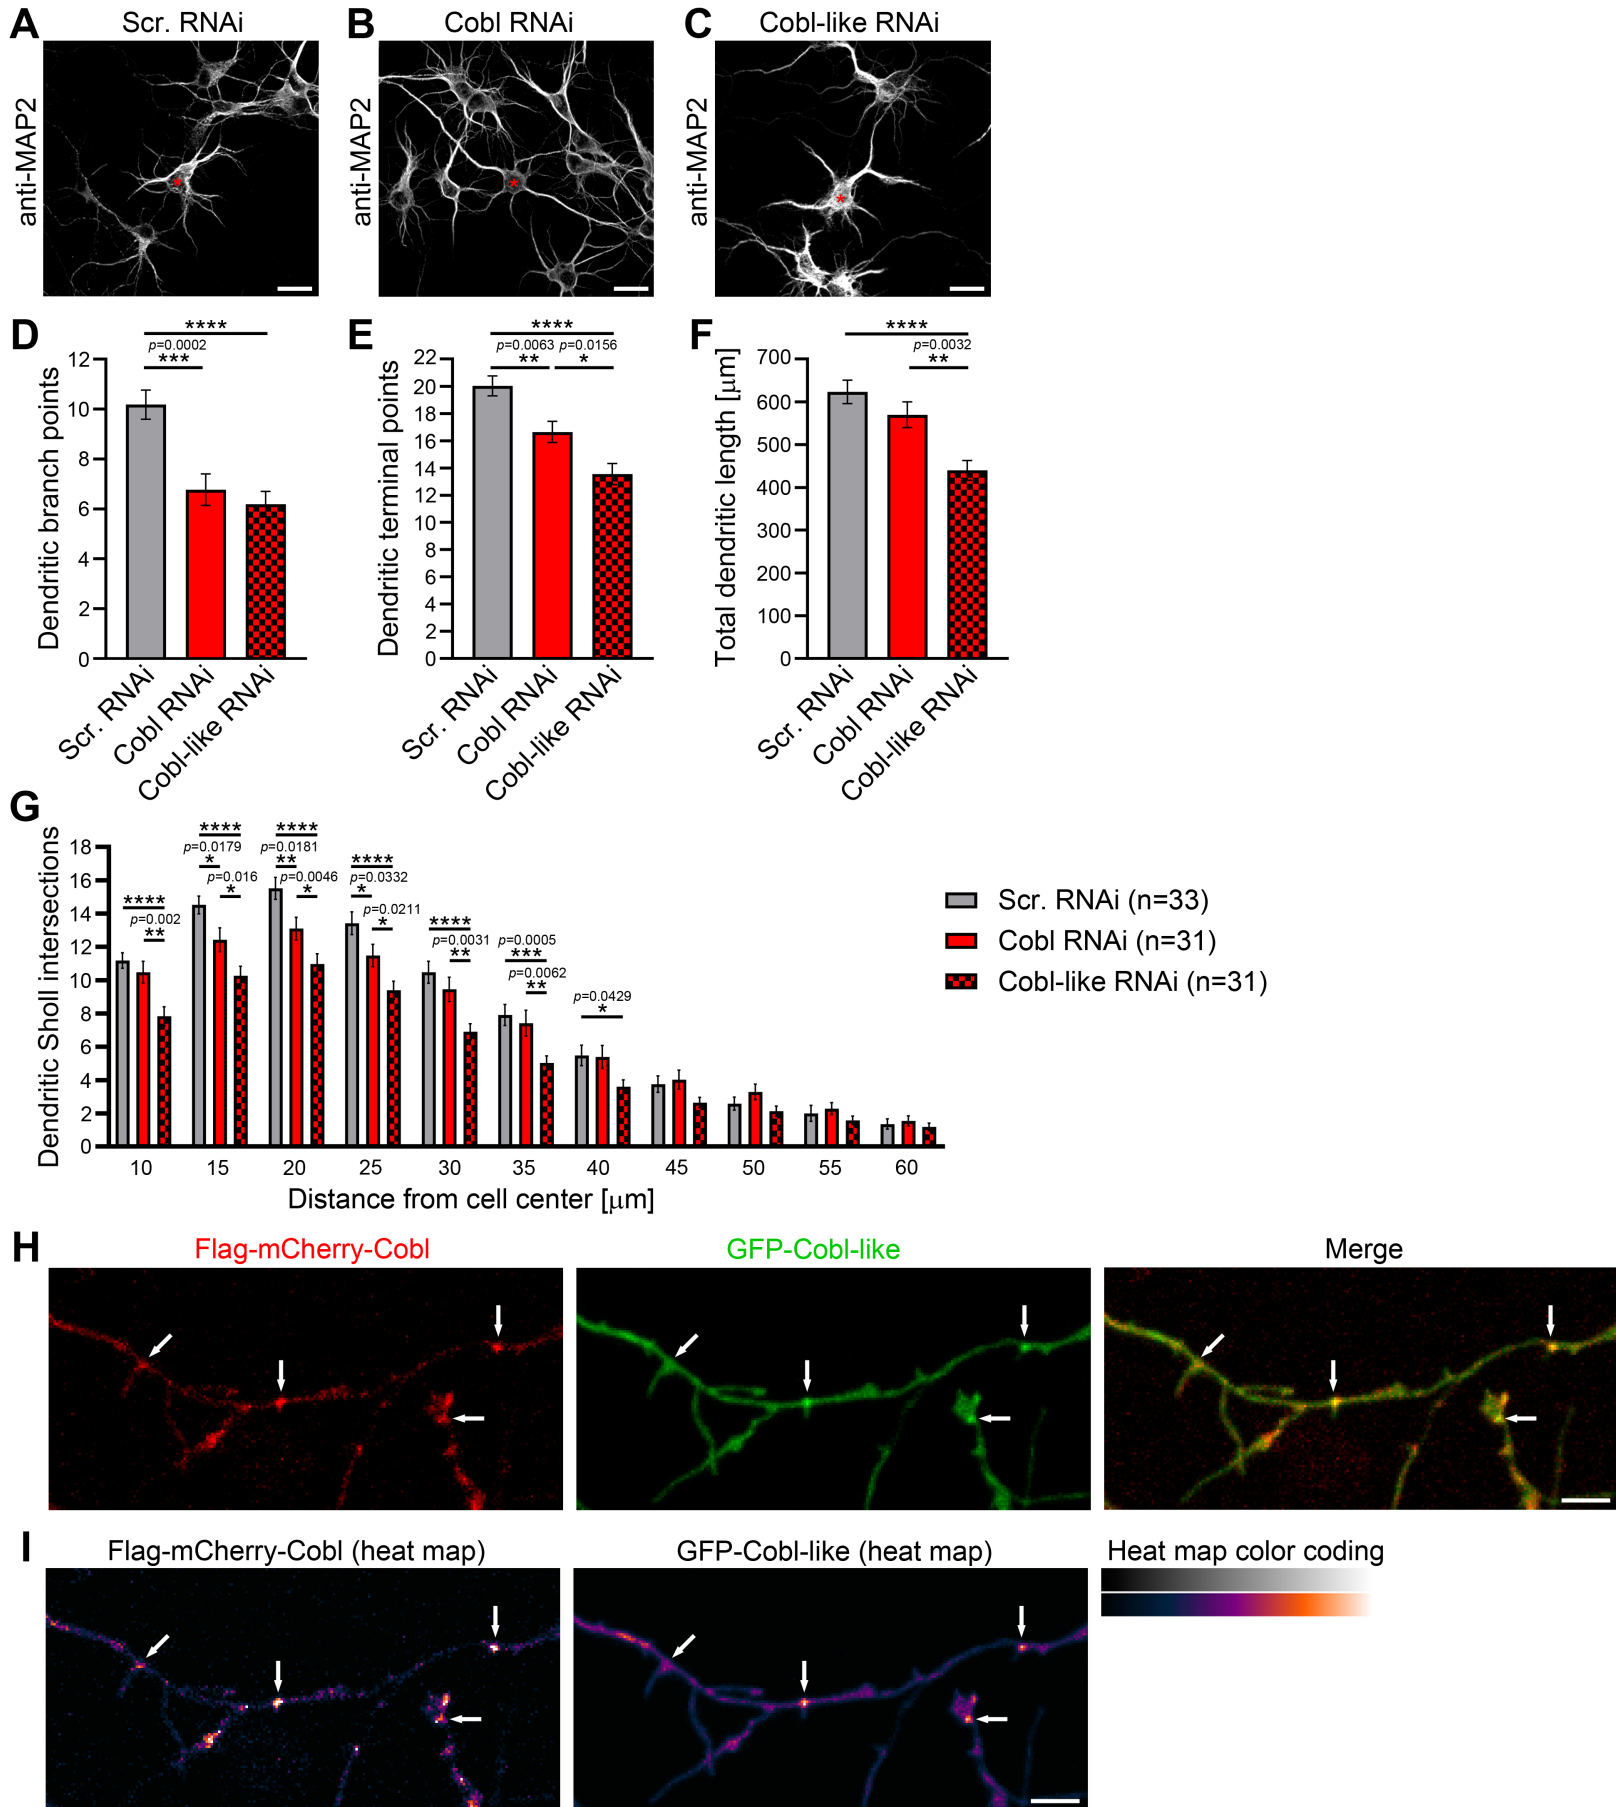 A Scr. RNAi
B Cobl RNAi
C Cobl-like RNAi
anti-MAP2
anti-MAP2
anti-MAP2
*
*
*
D
****
p=0.0002
***
Dendritic branch points
12
10
8
6
4
2
0
Scr. RNAi
Cobl RNAi
Cobl-like RNAi
E
****
p=0.0063 p=0.0156
** *
Dendritic terminal points
22
20
18
16
14
12
10
8
6
4
2
0
Scr. RNAi
Cobl RNAi
Cobl-like RNAi
F
****
p=0.0032
**
Total dendritic length [μm]
700
600
500
400
300
200
100
0
Scr. RNAi
Cobl RNAi
Cobl-like RNAi
G
Dendritic Sholl intersections
18
16
14
12
10
8
6
4
2
0
****
p=0.002
**
****
p=0.0179
*
p=0.016
*
****
p=0.0181
**
p=0.0046
*
****
p=0.0332
*
p=0.0211
*
****
p=0.0031
**
p=0.0005
***
p=0.0062
**
p=0.0429
*
10 15 20 25 30 35 40 45 50 55 60
Distance from cell center [μm]
Scr. RNAi (n=33)
Cobl RNAi (n=31)
Cobl-like RNAi (n=31)
H
Flag-mCherry-Cobl
GFP-Cobl-like
Merge
I
Flag-mCherry-Cobl (heat map)
GFP-Cobl-like (heat map)
Heat map color coding